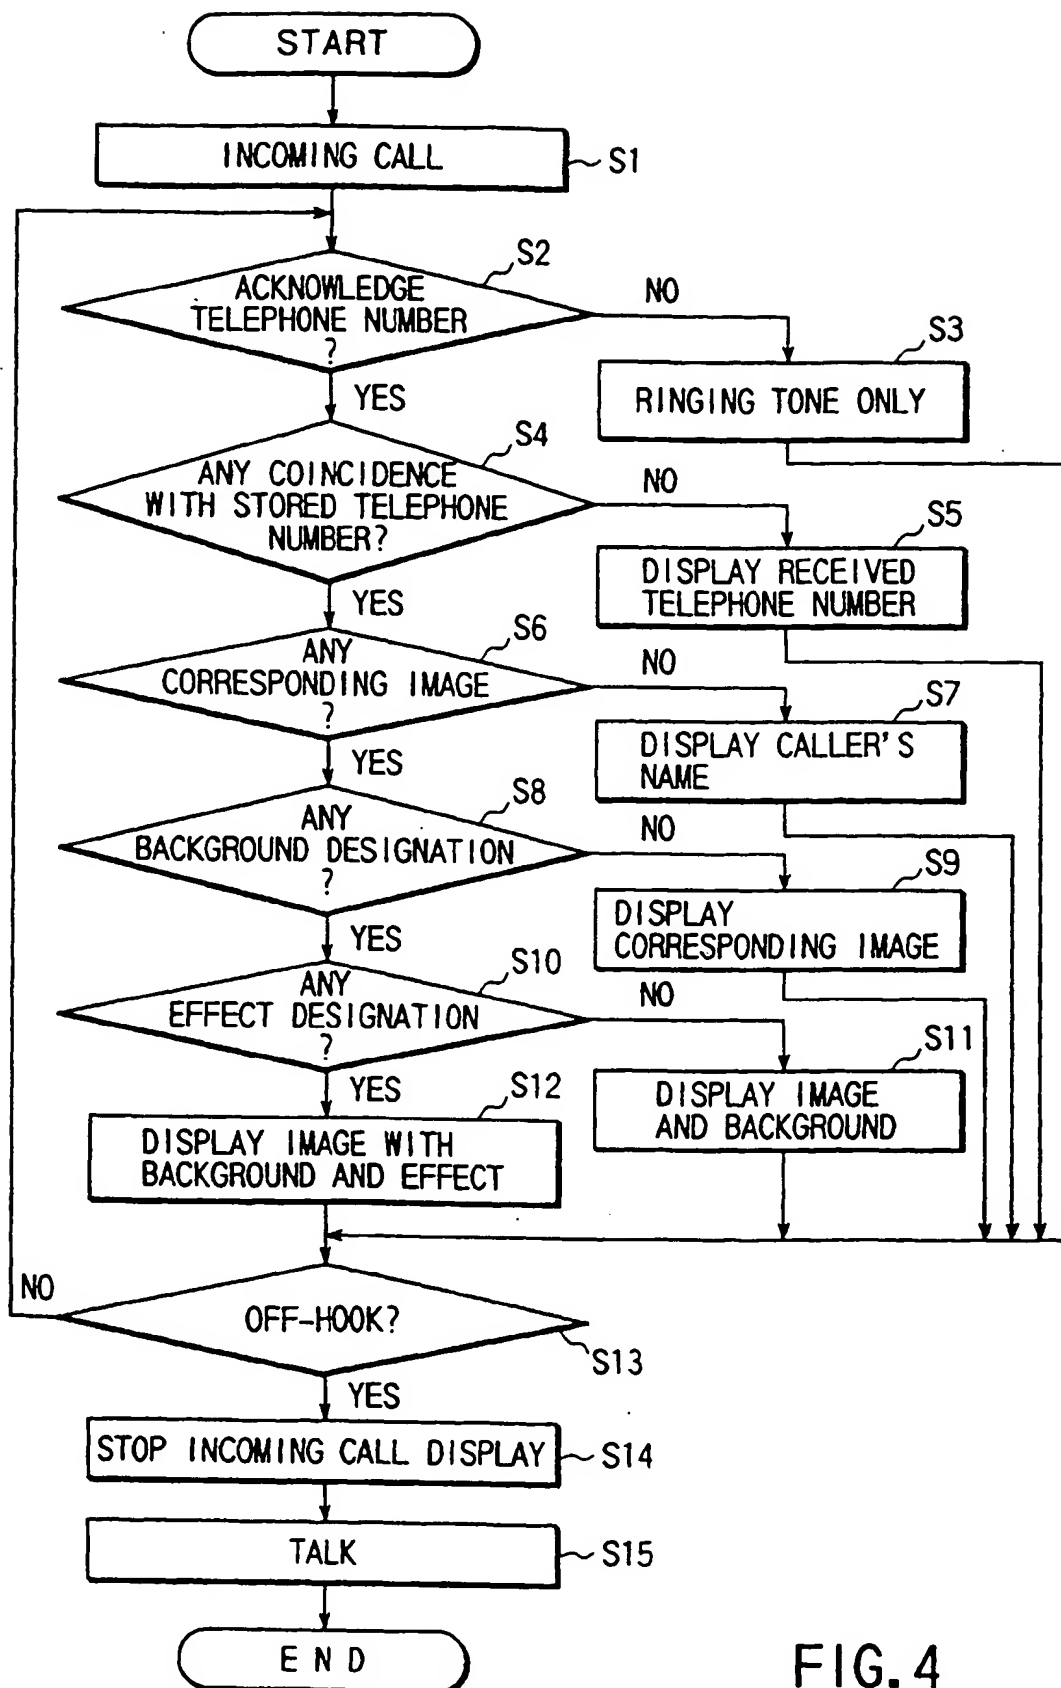 START
INCOMING CALL
S1
S2
ACKNOWLEDGE
TELEPHONE NUMBER
?
NO
YES
S3
RINGING TONE ONLY
S4
ANY COINCIDENCE
WITH STORED TELEPHONE
NUMBER?
NO
YES
S5
DISPLAY RECEIVED
TELEPHONE NUMBER
S6
ANY
CORRESPONDING IMAGE
?
NO
YES
S7
DISPLAY CALLER'S
NAME
S8
ANY
BACKGROUND DESIGNATION
?
NO
YES
S9
DISPLAY
CORRESPONDING IMAGE
S10
ANY
EFFECT DESIGNATION
?
NO
YES
S11
DISPLAY IMAGE
AND BACKGROUND
S12
DISPLAY IMAGE WITH
BACKGROUND AND EFFECT
NO
OFF-HOOK?
S13
YES
STOP INCOMING CALL DISPLAY
S14
TALK
S15
END
FIG. 4